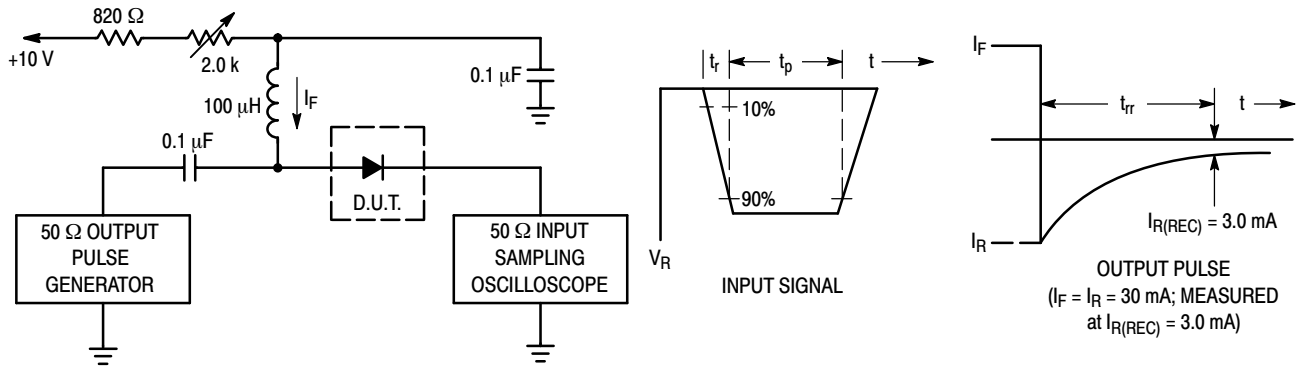 820 Ω
+10 V
2.0 k
100 μH
I_F
0.1 μF
0.1 μF
D.U.T.
50 Ω OUTPUT
PULSE
GENERATOR
50 Ω INPUT
SAMPLING
OSCILLOSCOPE
t_r
t_p
t
10%
90%
V_R
INPUT SIGNAL
I_F
t_rr
t
I_R
I_R(REC) = 3.0 mA
OUTPUT PULSE
(I_F = I_R = 30 mA; MEASURED
at I_R(REC) = 3.0 mA)